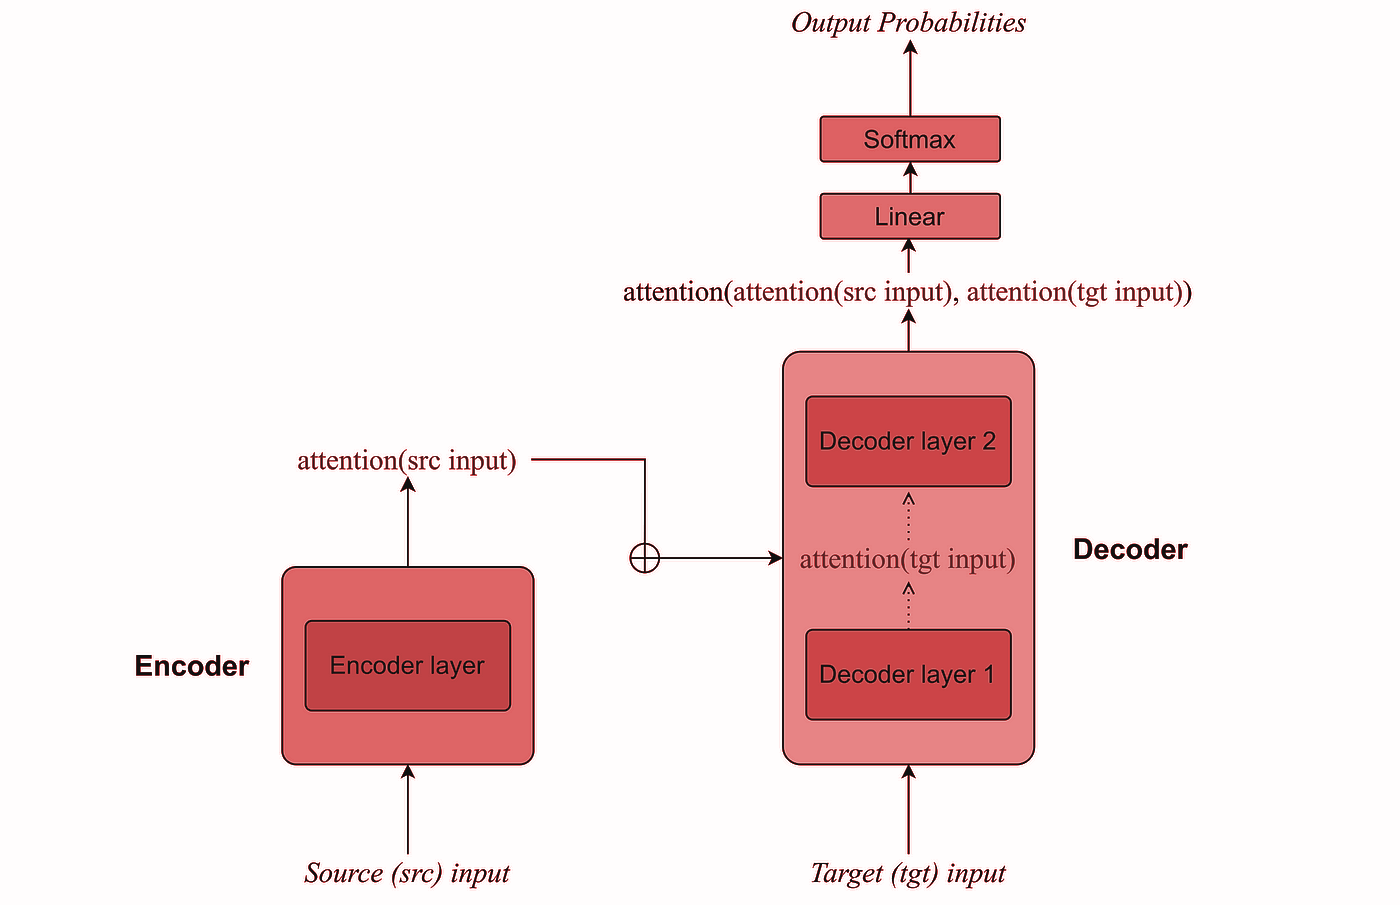 Output Probabilities
Softmax
Linear
attention(attention(src input), attention(tgt input))
Decoder layer 2
attention(src input)
attention(tgt input)
Decoder
Encoder
Encoder layer
Decoder layer 1
Source (src) input
Target (tgt) input